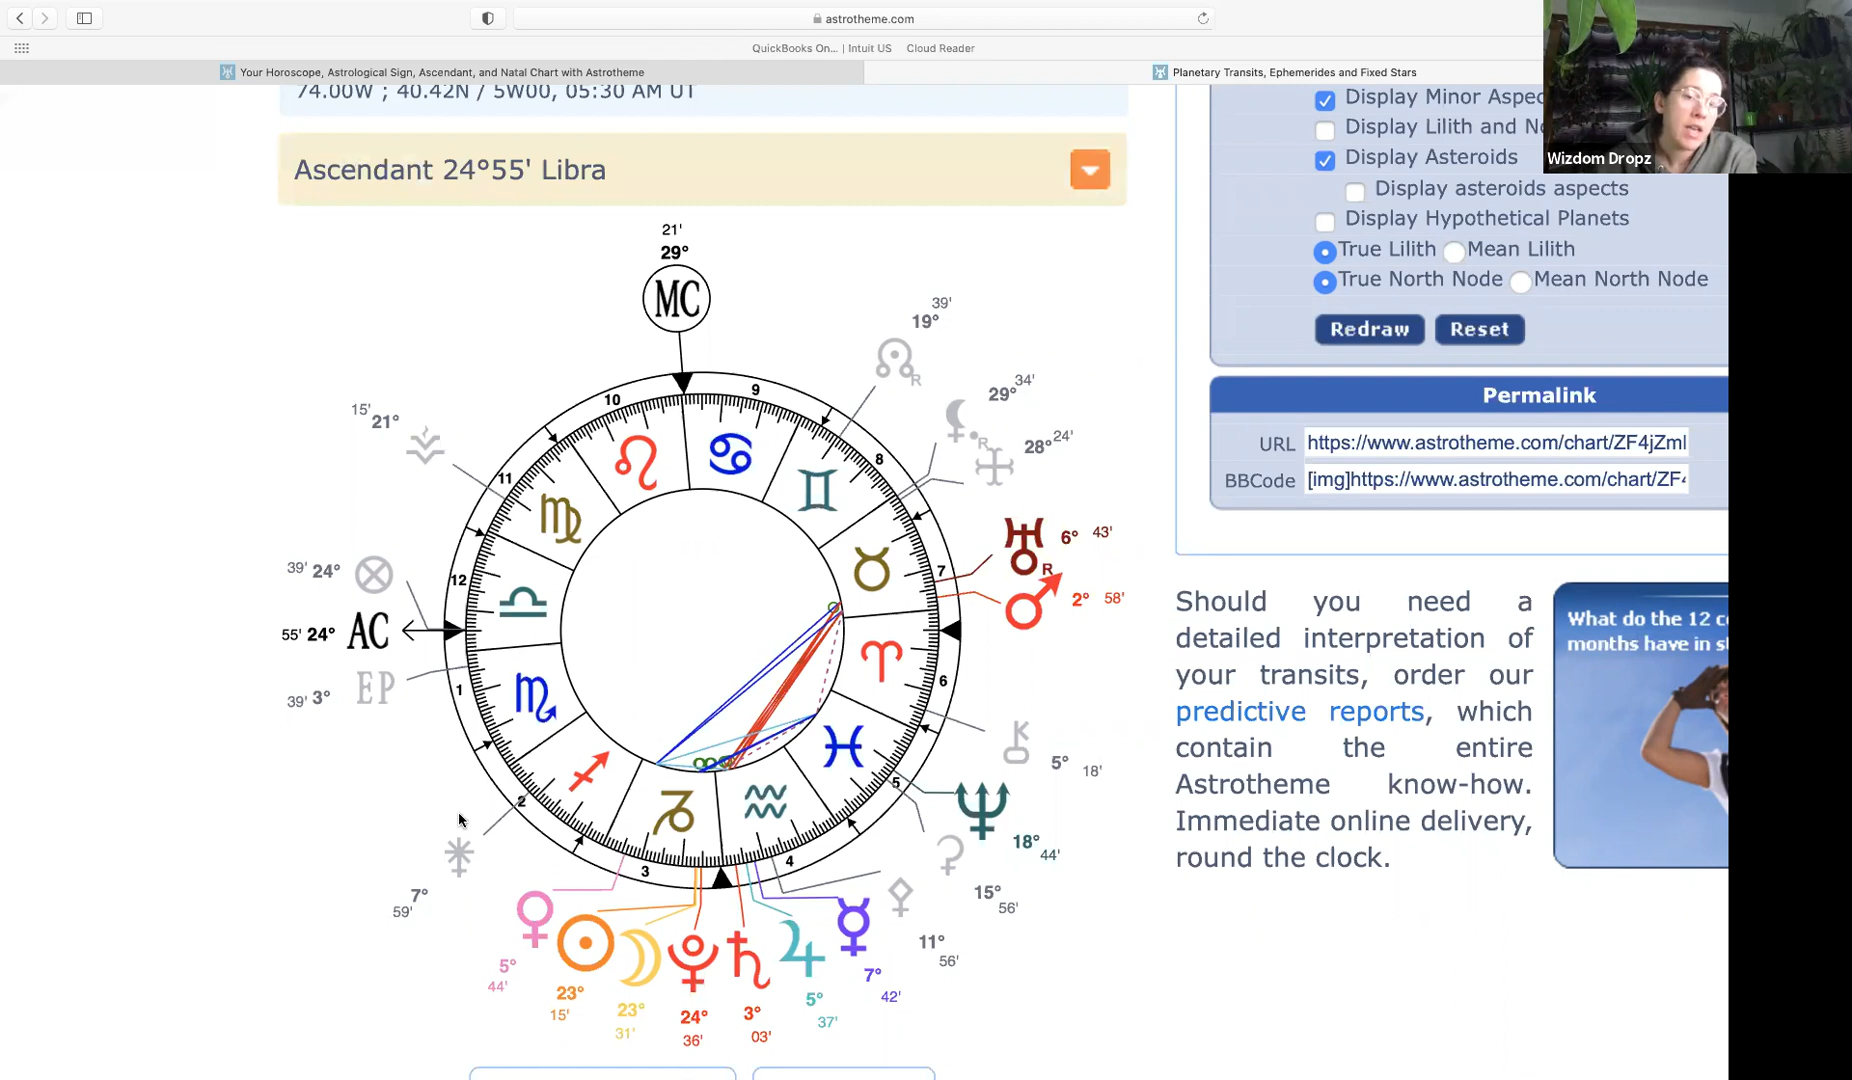 astrotheme.com
QuickBooks On... | Intuit US Cloud Reader
Your Horoscope, Astrological Sign, Ascendant, and Natal Chart with Astrotheme
Planetary Transits, Ephemerides and Fixed Stars
74.00W ; 40.42N / 5W00, 05:30 AM UT
Ascendant 24°55' Libra
21'
29°
MC
39'
19°
R
34'
29°
R
28° 24'
15' 21°
10
9
8
11
12
7
6° 43'
R
2° 58'
39' 24°
55' 24° AC
39' 3° EP
1
6
5° 18'
2
5
18° 44'
3
4
15°
56'
7°
59'
11°
56'
5°
44'
23°
15'
23°
31'
24°
36'
3°
03'
5°
37'
7°
42'
Display Minor Aspec
Display Lilith and No
Display Asteroids
Display asteroids aspects
Display Hypothetical Planets
True Lilith Mean Lilith
True North Node Mean North Node
Redraw Reset
Permalink
URL https://www.astrotheme.com/chart/ZF4jZml
BBCode [img]https://www.astrotheme.com/chart/ZF4
Should you need a
detailed interpretation of
your transits, order our
predictive reports, which
contain the entire
Astrotheme know-how.
Immediate online delivery,
round the clock.
What do the 12 co
months have in st
Wizdom Dropz